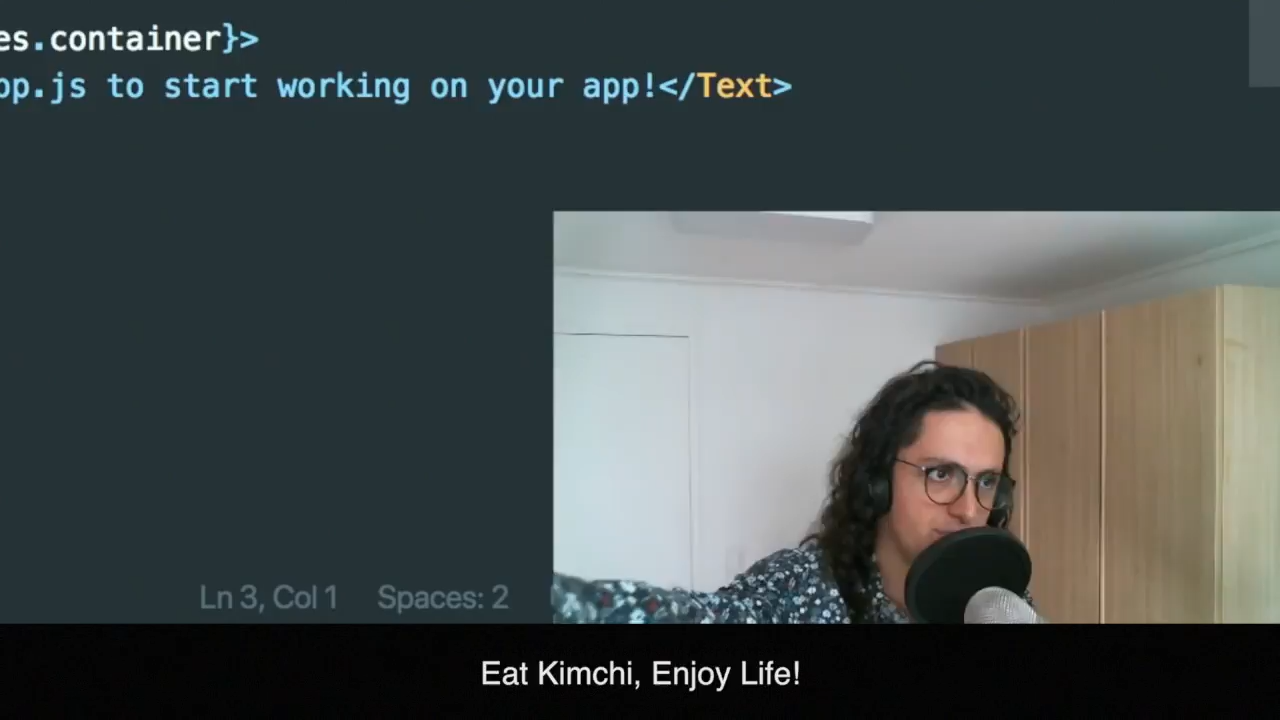 es.container}>
pp.js to start working on your app!</Text>
Ln 3, Col 1 Spaces: 2
Eat Kimchi, Enjoy Life!